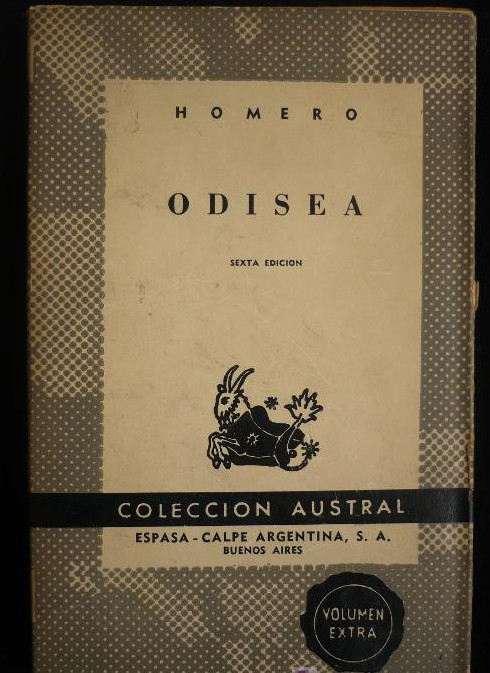 HOMERO
ODISEA
SEXTA EDICION
COLECCION AUSTRAL
ESPASA - CALPE ARGENTINA, S. A.
BUENOS AIRES
VOLUMEN
EXTRA